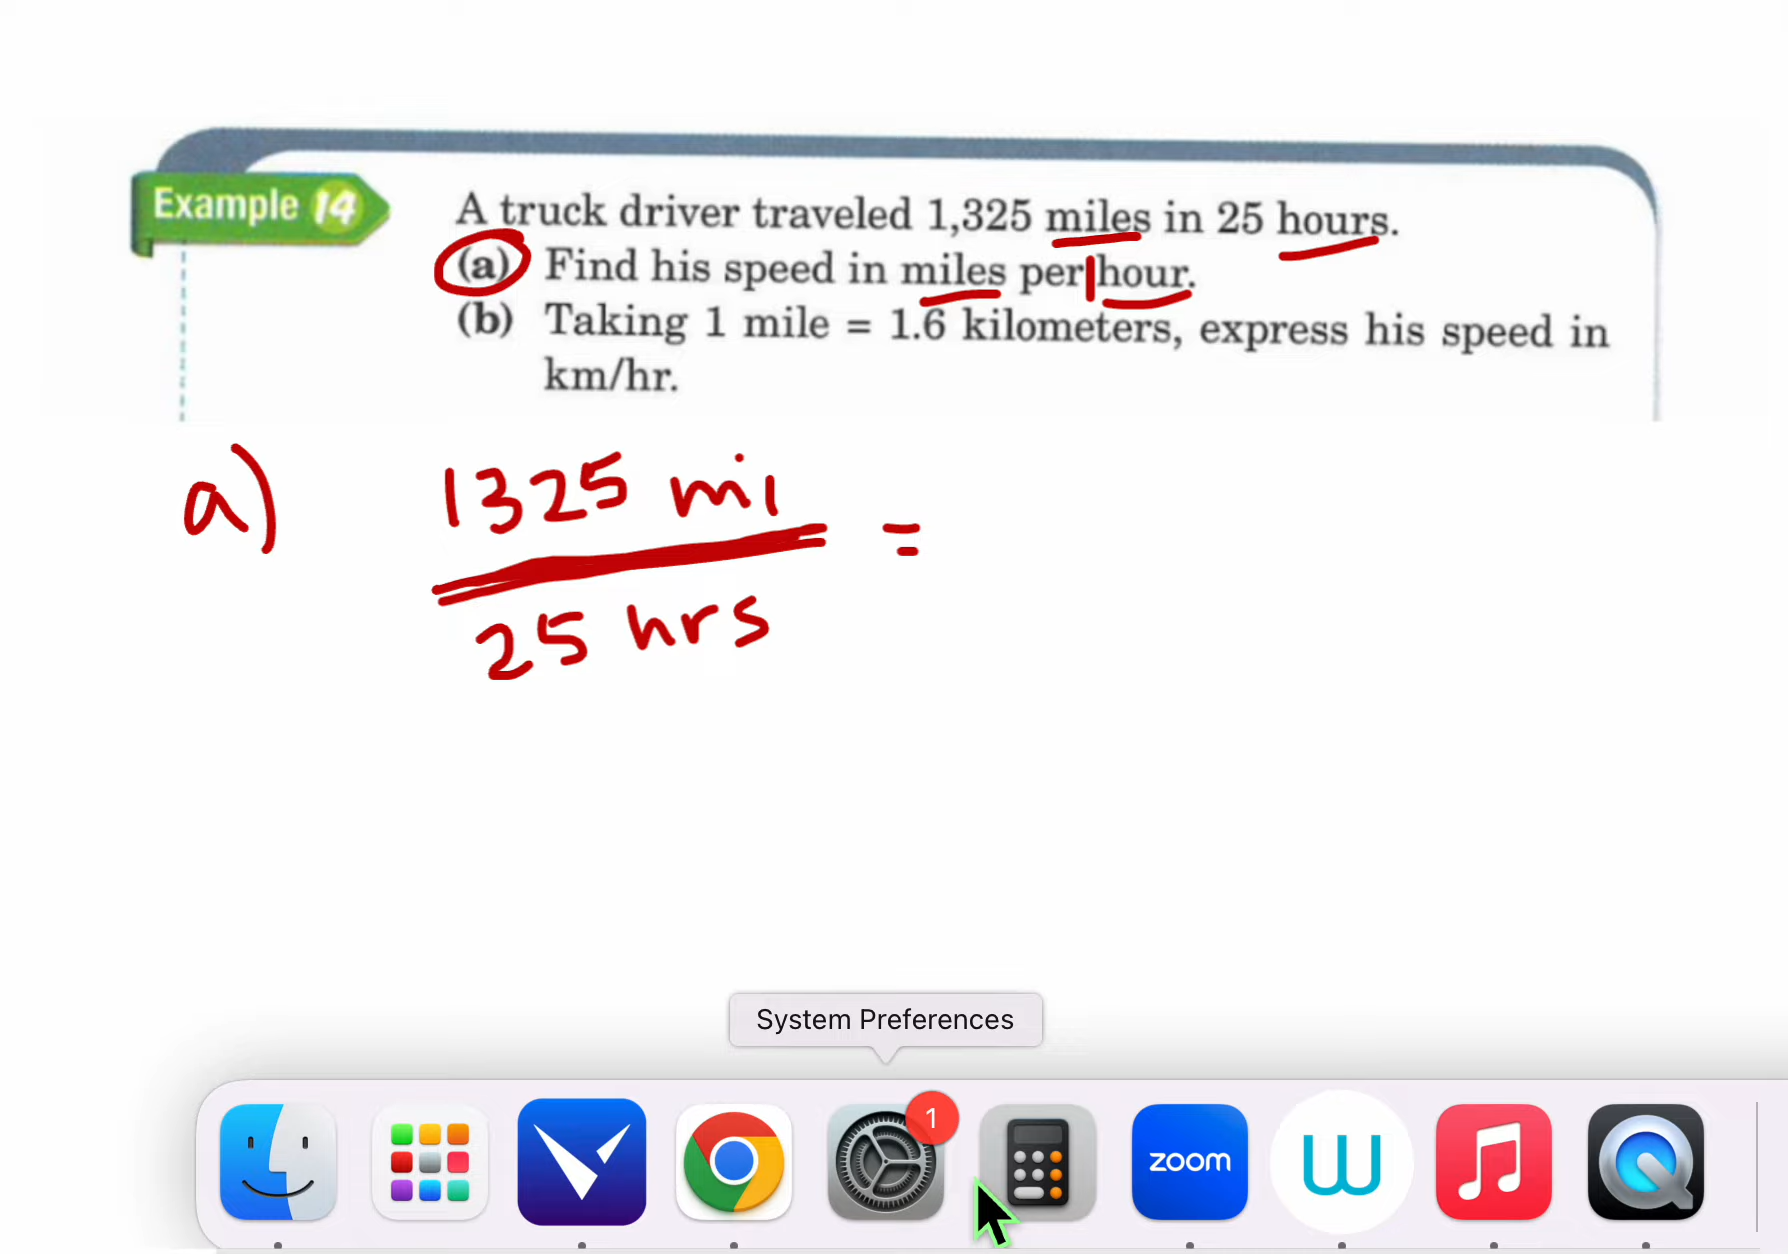 Example 14
A truck driver traveled 1,325 miles in 25 hours.
(a) Find his speed in miles per hour.
(b) Taking 1 mile = 1.6 kilometers, express his speed in
km/hr.
a) 1325 mi =
25 hrs
System Preferences
1
zoom